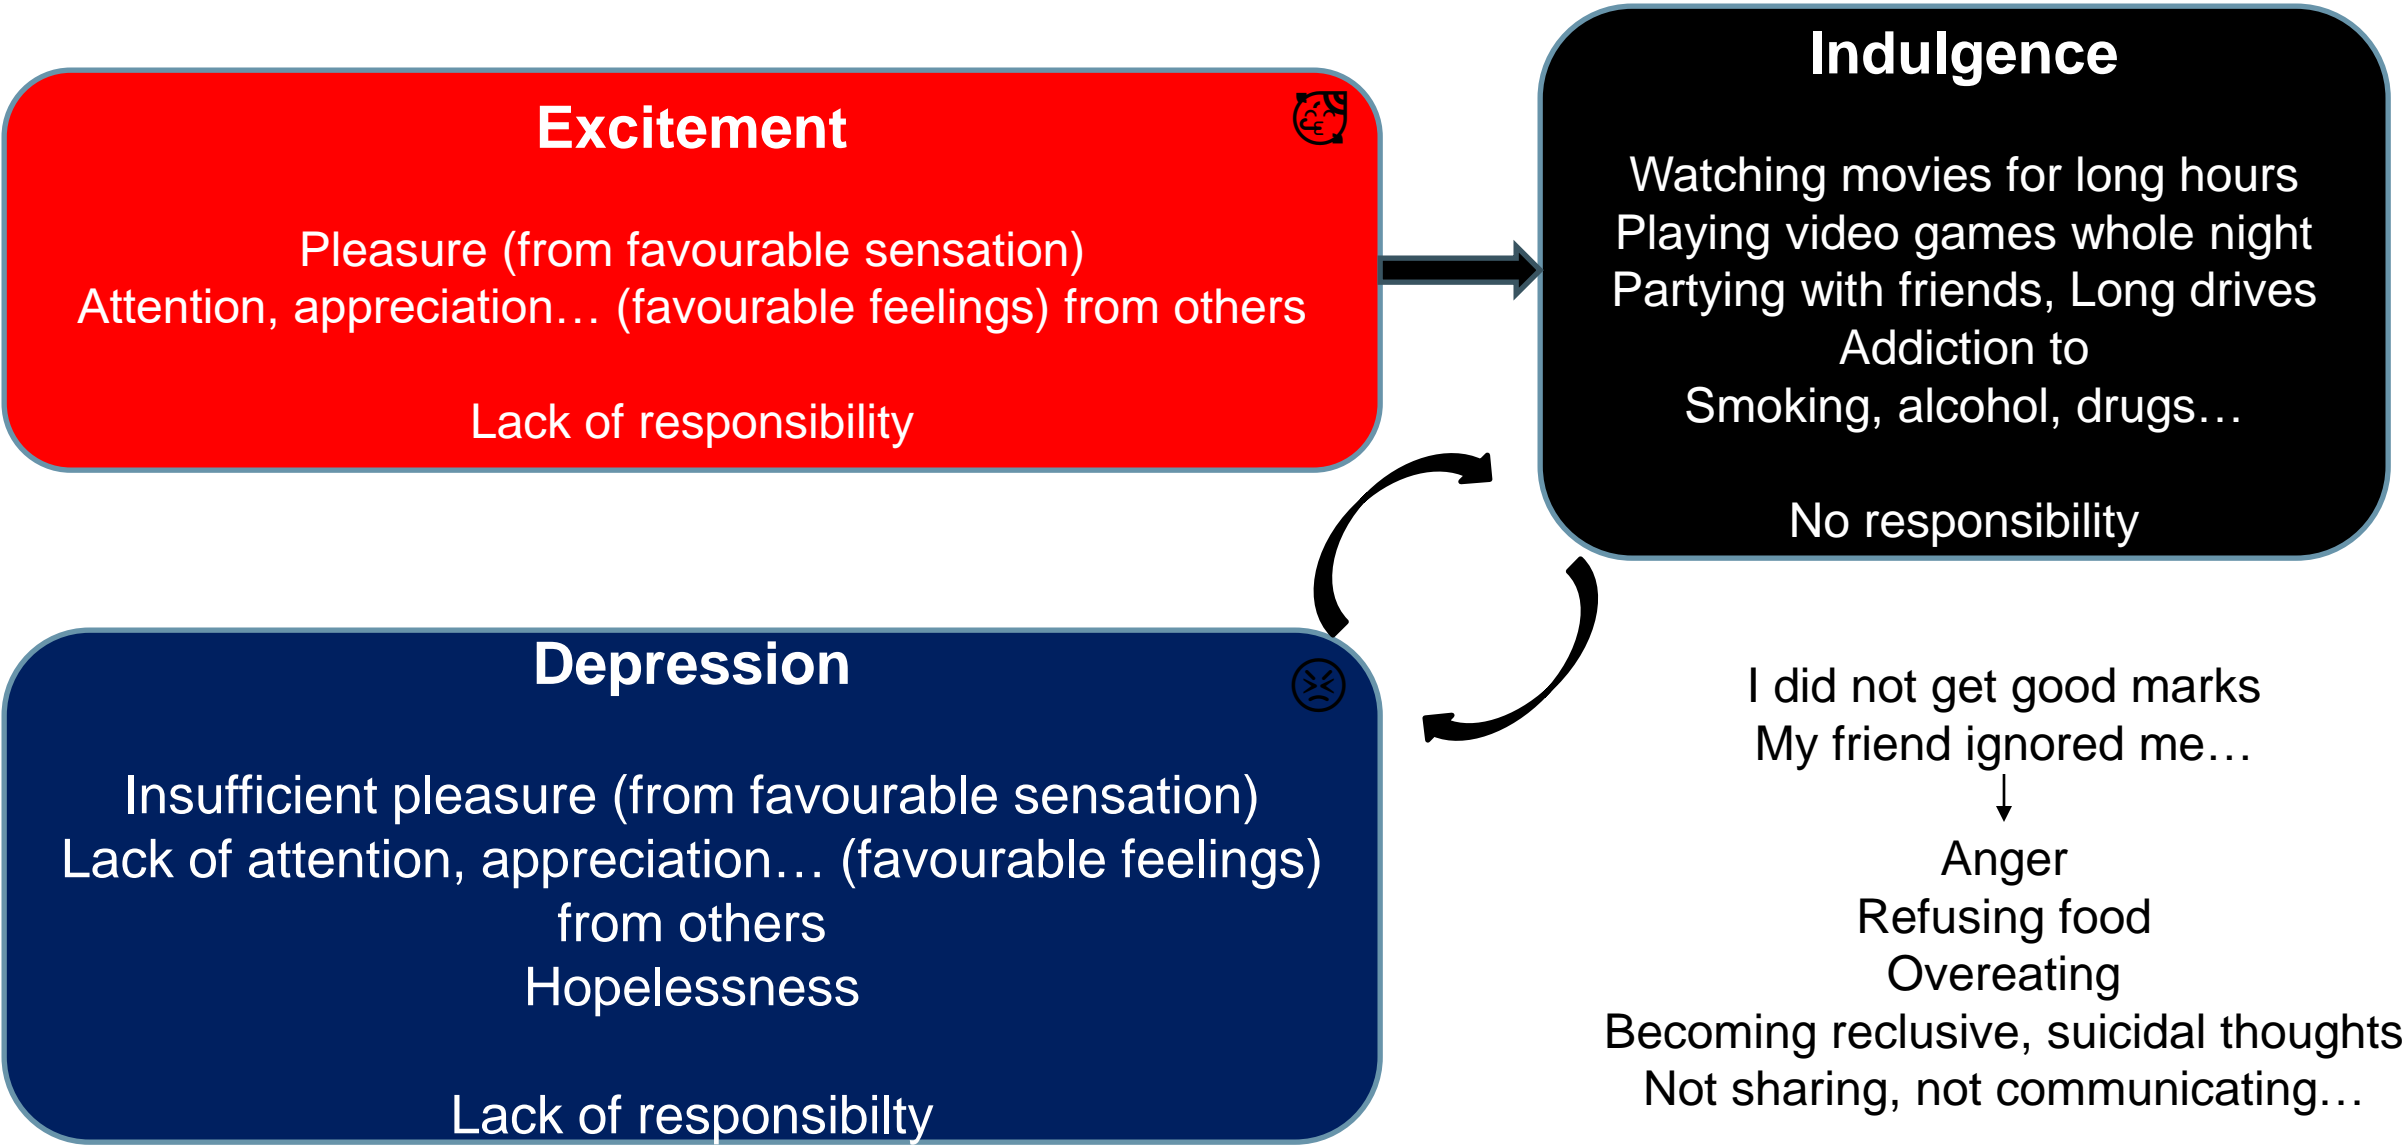 Excitement
Pleasure (from favourable sensation)
Attention, appreciation… (favourable feelings) from others
Lack of responsibility
Indulgence
Watching movies for long hours
Playing video games whole night
Partying with friends, Long drives
Addiction to
Smoking, alcohol, drugs…
No responsibility
Depression
Insufficient pleasure (from favourable sensation)
Lack of attention, appreciation… (favourable feelings)
from others
Hopelessness
Lack of responsibilty
I did not get good marks
My friend ignored me…
Anger
Refusing food
Overeating
Becoming reclusive, suicidal thoughts
Not sharing, not communicating…